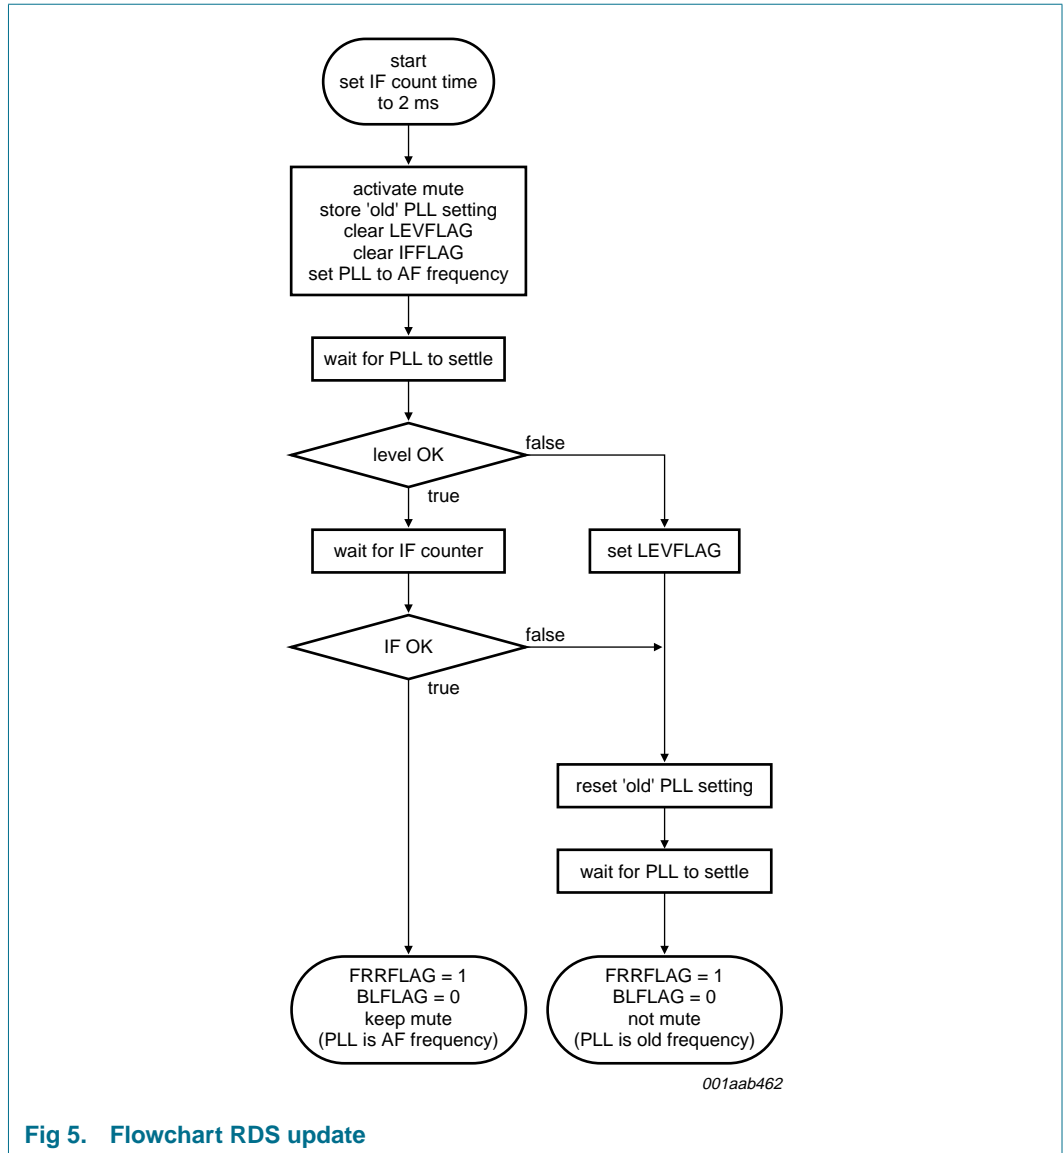 start
set IF count time
to 2 ms
activate mute
store 'old' PLL setting
clear LEVFLAG
clear IFFLAG
set PLL to AF frequency
wait for PLL to settle
level OK
false
true
wait for IF counter
set LEVFLAG
IF OK
false
true
reset 'old' PLL setting
wait for PLL to settle
FRRFLAG = 1
BLFLAG = 0
keep mute
(PLL is AF frequency)
FRRFLAG = 1
BLFLAG = 0
not mute
(PLL is old frequency)
001aab462
Fig 5. Flowchart RDS update